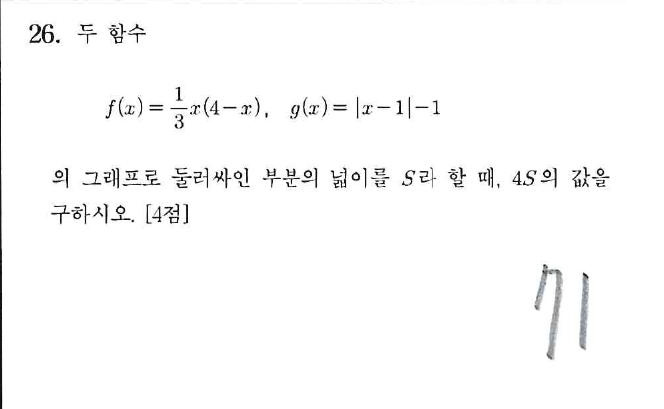 26. 두 함수
f(x) = \frac{1}{3}x(4-x), g(x) = |x-1|-1
의 그래프로 둘러싸인 부분의 넓이를 S라 할 때, 4S의 값을
구하시오. [4점]